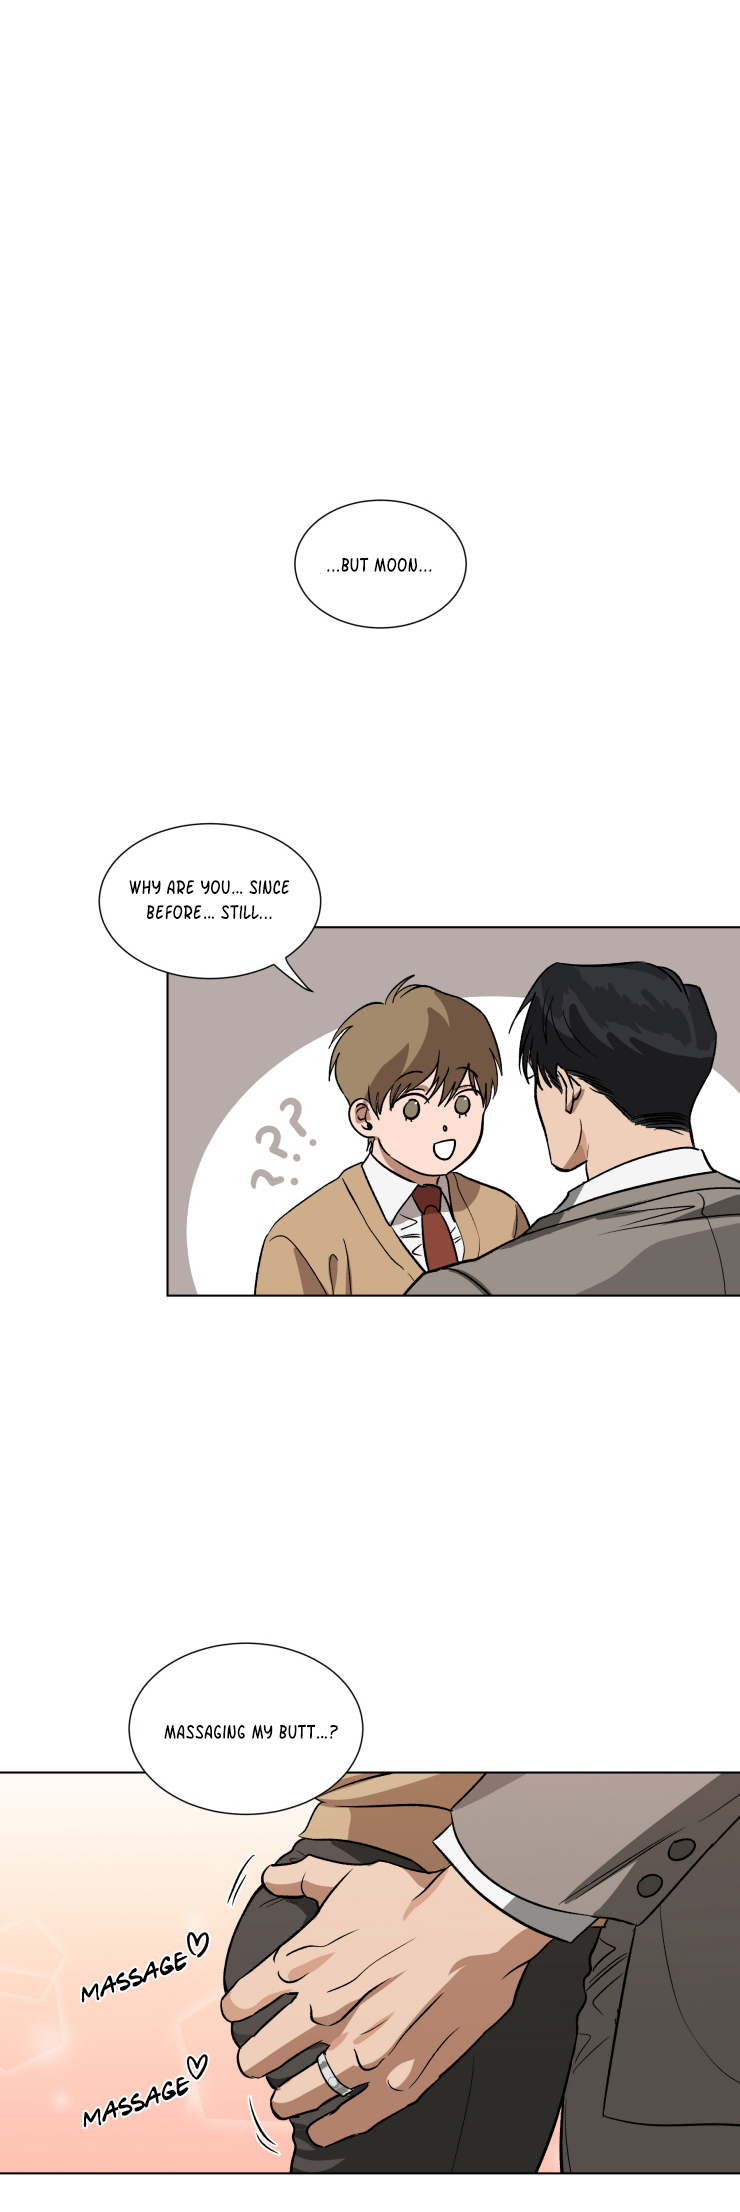 ...BUT MOON...
WHY ARE YOU... SINCE
BEFORE... STILL...
???
MASSAGING MY BUTT...?
MASSAGE♡
MASSAGE♡